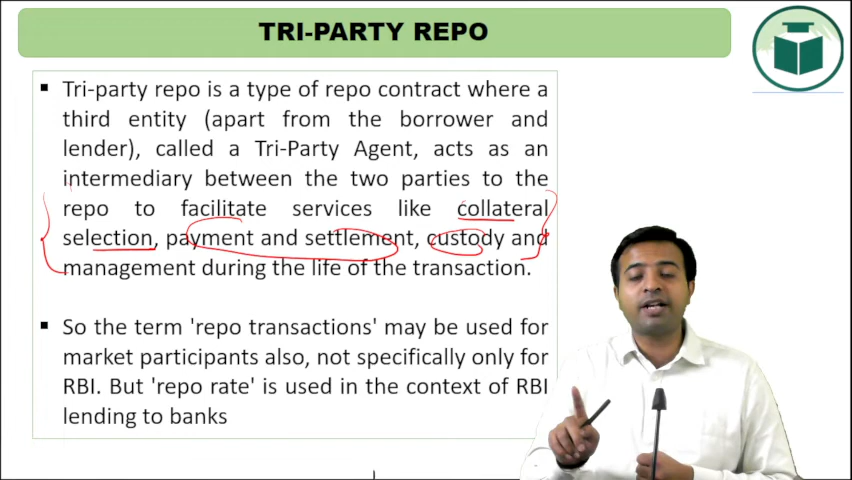 TRI-PARTY REPO
▪ Tri-party repo is a type of repo contract where a
third entity (apart from the borrower and
lender), called a Tri-Party Agent, acts as an
intermediary between the two parties to the
repo to facilitate services like collateral
selection, payment and settlement, custody and
management during the life of the transaction.
▪ So the term 'repo transactions' may be used for
market participants also, not specifically only for
RBI. But 'repo rate' is used in the context of RBI
lending to banks